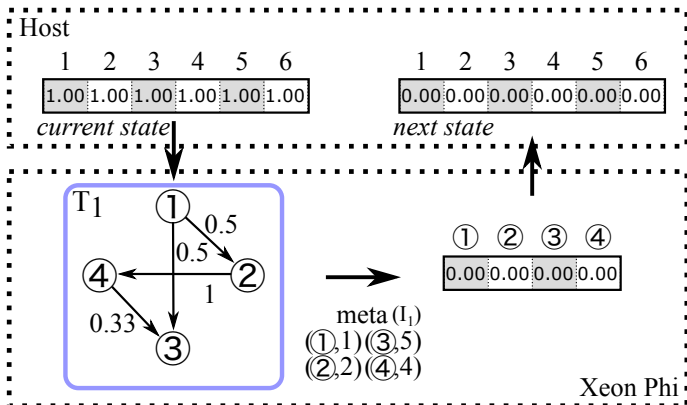 Host
1 2 3 4 5 6
1.00 1.00 1.00 1.00 1.00 1.00
current state
1 2 3 4 5 6
0.00 0.00 0.00 0.00 0.00 0.00
next state
T1
①
0.5
0.5
④
②
1
0.33
③
meta (I1)
(①,1)(③,5)
(②,2)(④,4)
① ② ③ ④
0.00 0.00 0.00 0.00
Xeon Phi